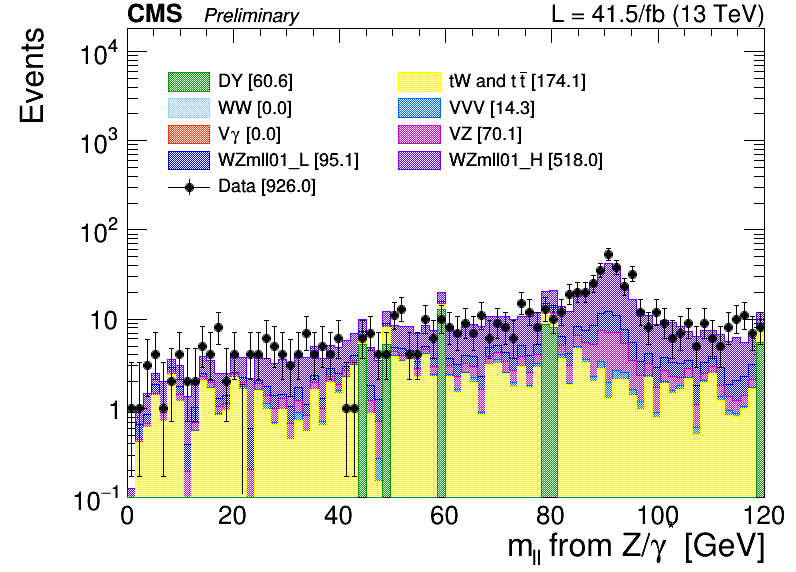 CMS Preliminary L = 41.5/fb (13 TeV)
Events
10⁴
10³
10²
10
1
10⁻¹
DY [60.6] tW and tt̄ [174.1]
WW [0.0] VVV [14.3]
Vγ [0.0] VZ [70.1]
WZmll01_L [95.1] WZmll01_H [518.0]
Data [926.0]
0 20 40 60 80 100 120
m_ll from Z/γ* [GeV]